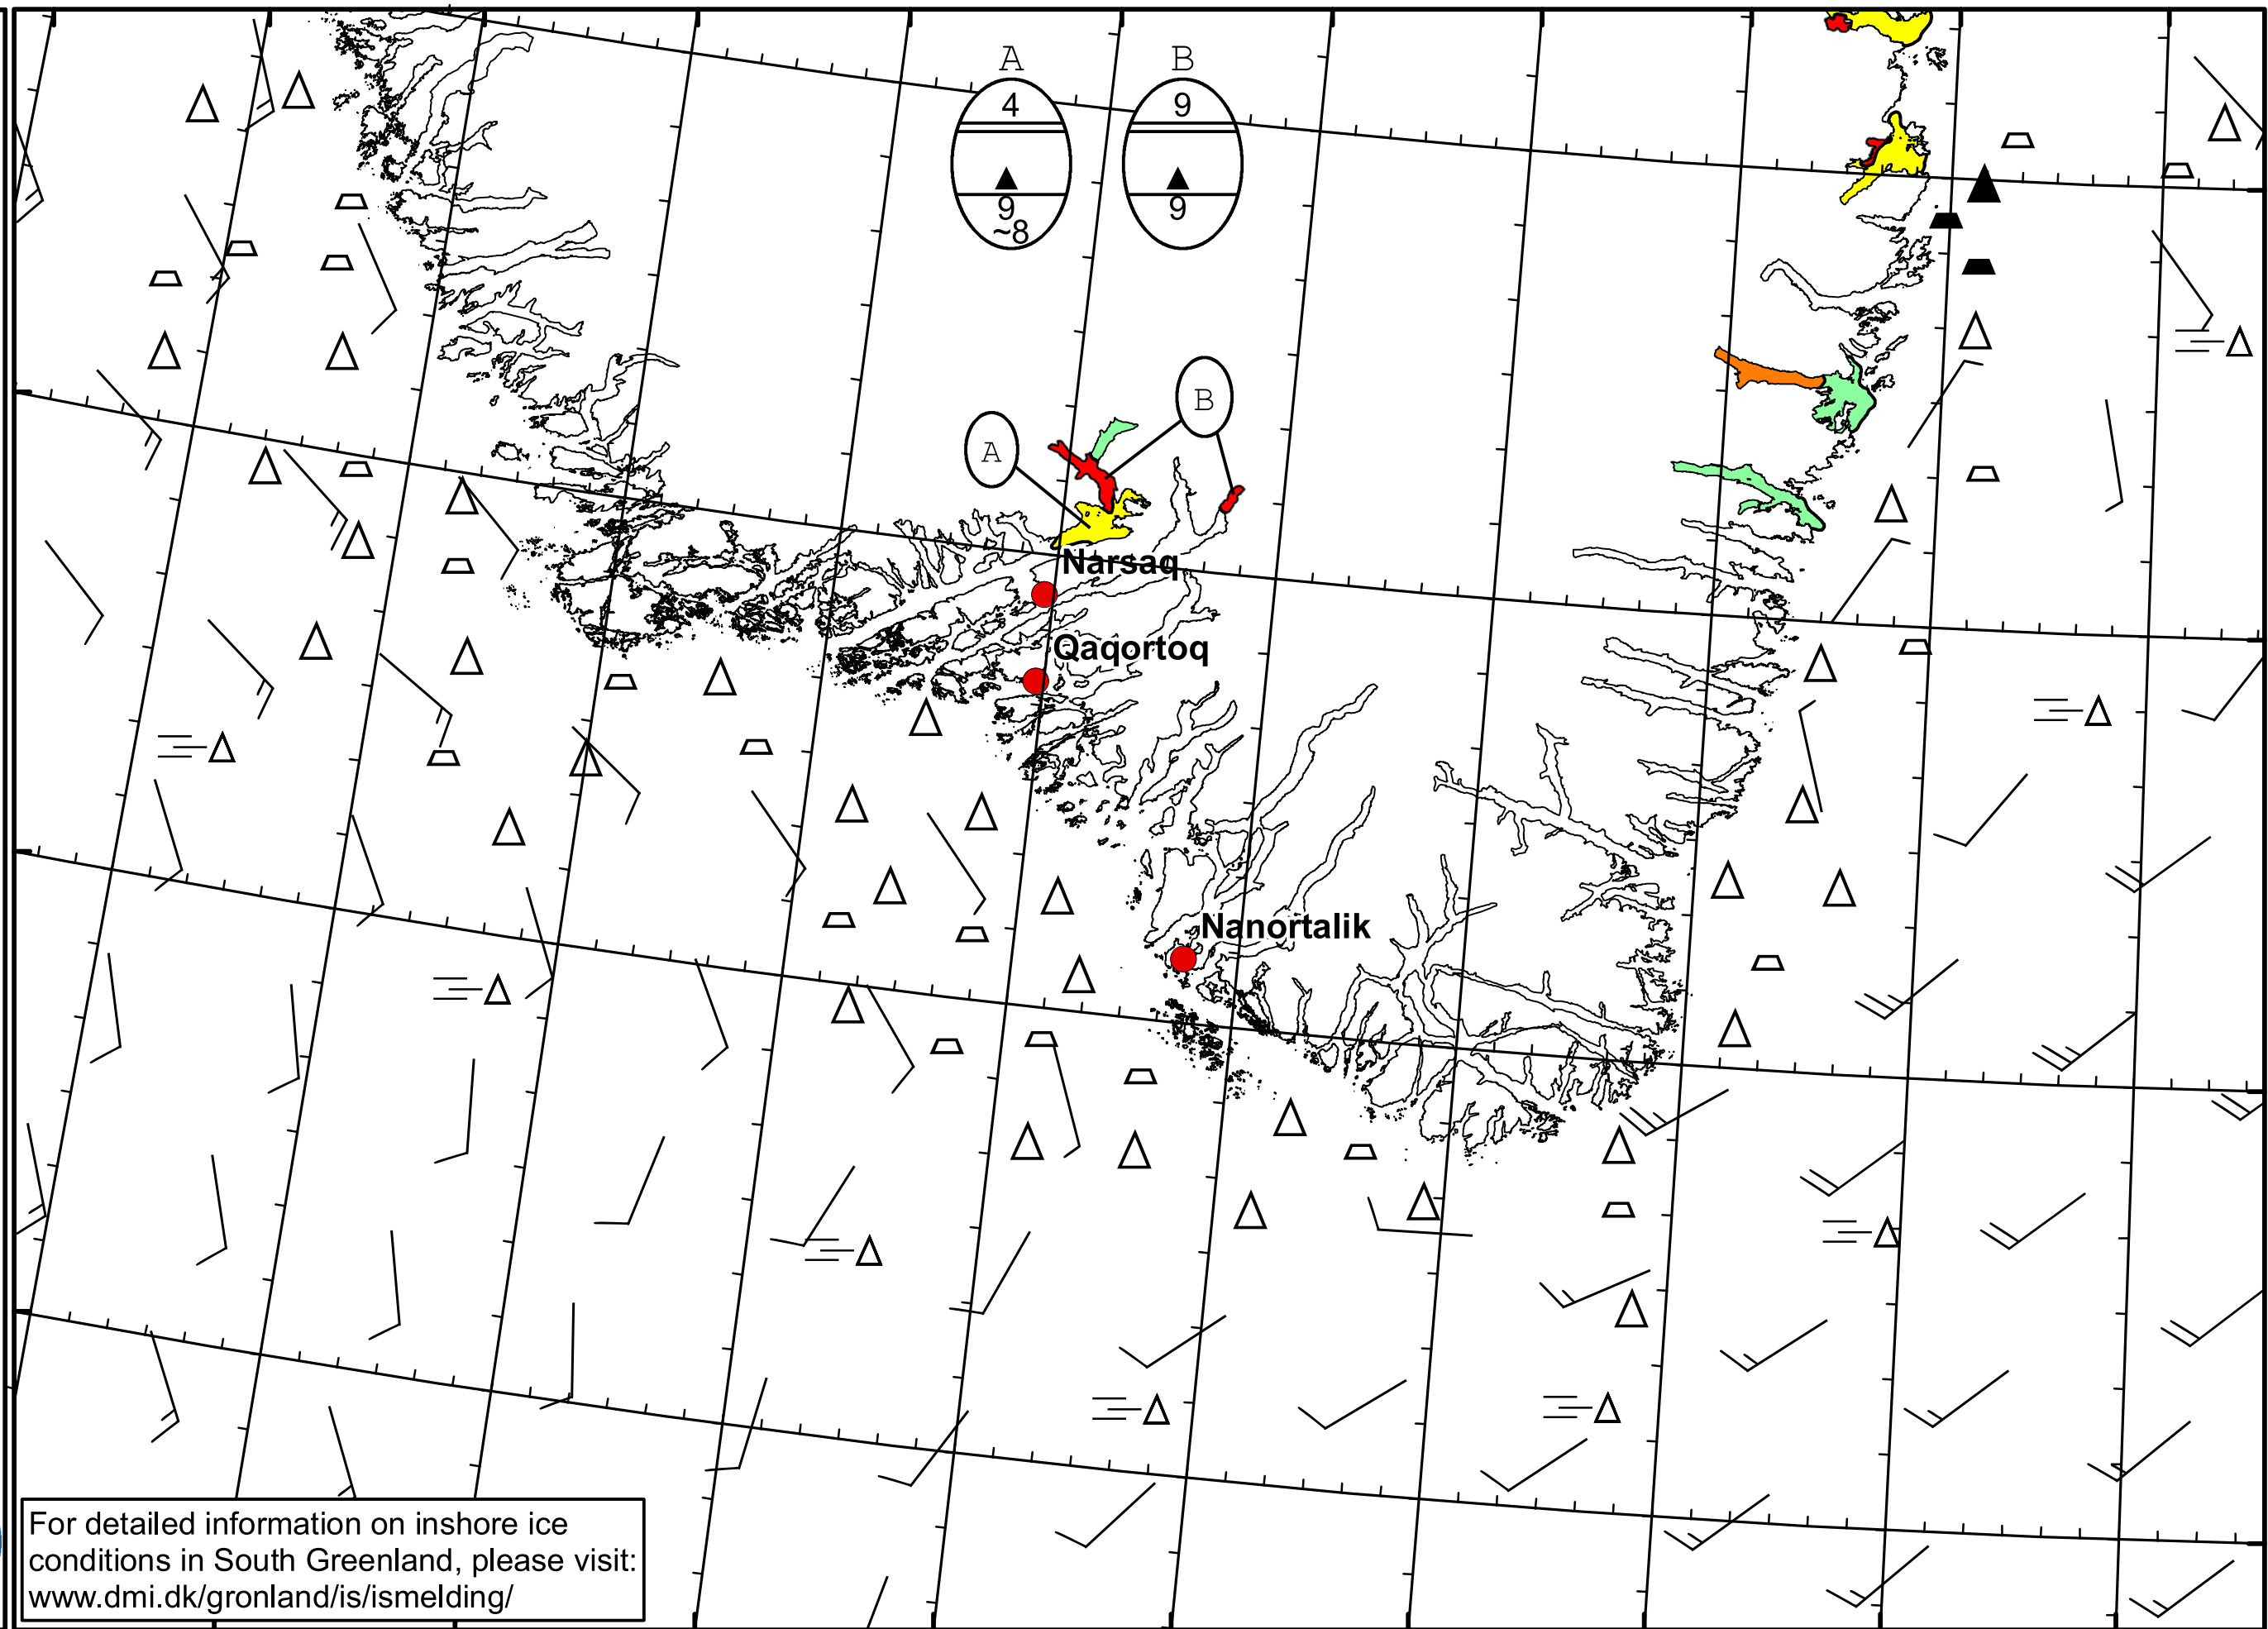 A
B
4
9
9
9
~8
B
A
Narsaq
Qaqortoq
Nanortalik
For detailed information on inshore ice
conditions in South Greenland, please visit:
www.dmi.dk/gronland/is/ismelding/